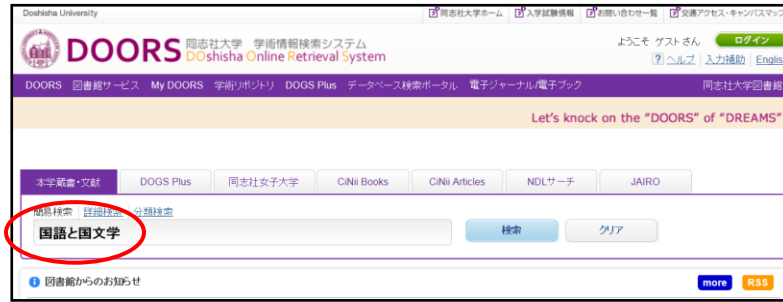 Doshisha University
同志社大学ホーム 入学試験情報 お問い合わせ一覧 交通アクセス・キャンパスマップ
DOORS 同志社大学 学術情報検索システム
DOshisha Online Retrieval System
ようこそ ゲスト さん ログイン
? ヘルプ 入力補助 Englis
DOORS 図書館サービス My DOORS 学術リポジトリ DOGS Plus データベース検索ポータル 電子ジャーナル/電子ブック 同志社大学図書館
Let's knock on the "DOORS" of "DREAMS"
本学蔵書・文献 DOGS Plus 同志社女子大学 CiNii Books CiNii Articles NDLサーチ JAIRO
簡易検索 詳細検索 分類検索
国語と国文学 検索 クリア
図書館からのお知らせ more RSS